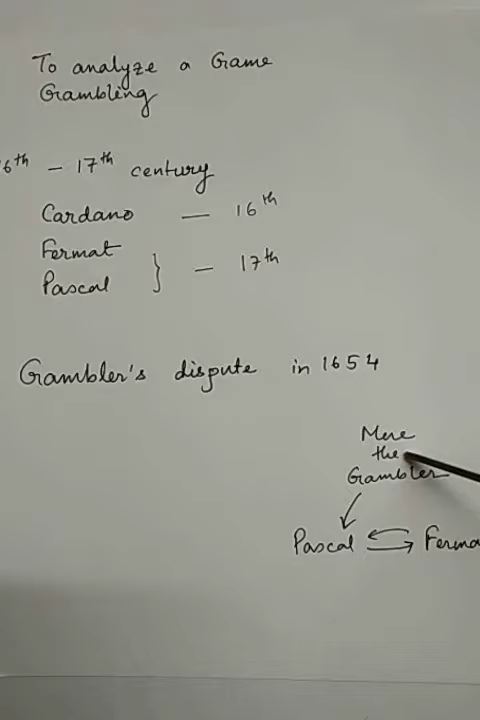 To analyze a Game
Gambling
16th - 17th century
Cardano - 16th
Fermat
Pascal } - 17th
Gambler's dispute in 1654
Mere
the
Gambler
Pascal Ferma